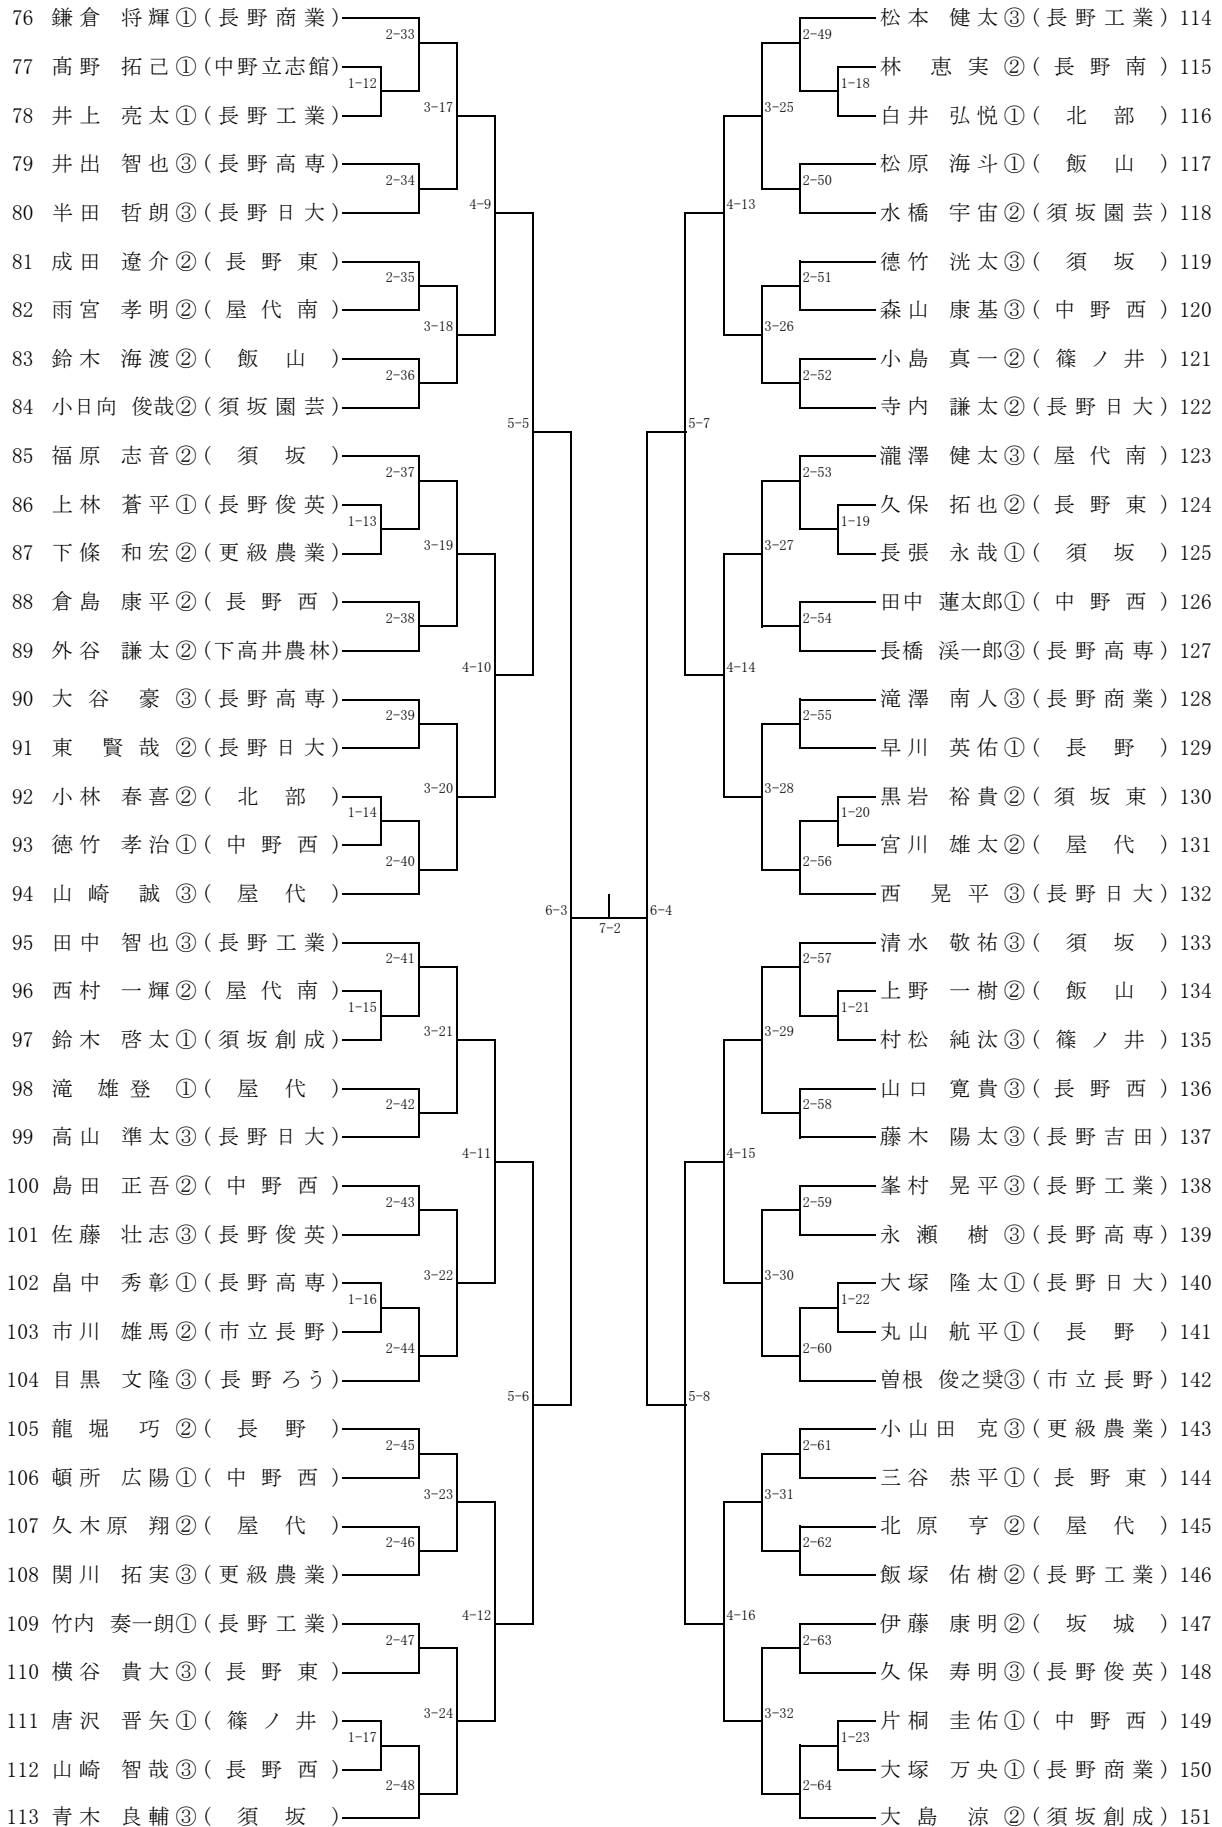 76 鎌倉 将輝①(長野商業)
77 髙野 拓己①(中野立志館)
78 井上 亮太①(長野工業)
79 井出 智也③(長野高専)
80 半田 哲朗③(長野日大)
81 成田 遼介②(長野東)
82 雨宮 孝明②(屋代南)
83 鈴木 海渡②(飯山)
84 小日向 俊哉②(須坂園芸)
85 福原 志音②(須坂)
86 上林 蒼平①(長野俊英)
87 下條 和宏②(更級農業)
88 倉島 康平②(長野西)
89 外谷 謙太②(下高井農林)
90 大谷 豪③(長野高専)
91 東 賢哉②(長野日大)
92 小林 春喜②(北部)
93 徳竹 孝治①(中野西)
94 山崎 誠③(屋代)
95 田中 智也③(長野工業)
96 西村 一輝②(屋代南)
97 鈴木 啓太①(須坂創成)
98 滝 雄登①(屋代)
99 高山 準太③(長野日大)
100 島田 正吾②(中野西)
101 佐藤 壮志③(長野俊英)
102 畠中 秀彰①(長野高専)
103 市川 雄馬②(市立長野)
104 目黒 文隆③(長野ろう)
105 龍堀 巧②(長野)
106 頓所 広陽①(中野西)
107 久木原 翔②(屋代)
108 関川 拓実③(更級農業)
109 竹内 奏一朗①(長野工業)
110 横谷 貴大③(長野東)
111 唐沢 晋矢①(篠ノ井)
112 山崎 智哉③(長野西)
113 青木 良輔③(須坂)
1-12
1-13
1-14
1-15
1-16
1-17
2-33
2-34
2-35
2-36
2-37
2-38
2-39
2-40
2-41
2-42
2-43
2-44
2-45
2-46
2-47
2-48
3-17
3-18
3-19
3-20
3-21
3-22
3-23
3-24
4-9
4-10
4-11
4-12
5-5
5-6
6-3
7-2
6-4
5-7
5-8
4-13
4-14
4-15
4-16
3-25
3-26
3-27
3-28
3-29
3-30
3-31
3-32
2-49
2-50
2-51
2-52
2-53
2-54
2-55
2-56
2-57
2-58
2-59
2-60
2-61
2-62
2-63
2-64
1-18
1-19
1-20
1-21
1-22
1-23
松本 健太③(長野工業) 114
林 恵実②(長野南) 115
白井 弘悦①(北部) 116
松原 海斗①(飯山) 117
水橋 宇宙②(須坂園芸) 118
徳竹 洸太③(須坂) 119
森山 康基③(中野西) 120
小島 真一②(篠ノ井) 121
寺内 謙太②(長野日大) 122
瀧澤 健太③(屋代南) 123
久保 拓也②(長野東) 124
長張 永哉①(須坂) 125
田中 蓮太郎①(中野西) 126
長橋 渓一郎③(長野高専) 127
滝澤 南人③(長野商業) 128
早川 英佑①(長野) 129
黒岩 裕貴②(須坂東) 130
宮川 雄太②(屋代) 131
西 晃平③(長野日大) 132
清水 敬祐③(須坂) 133
上野 一樹②(飯山) 134
村松 純汰③(篠ノ井) 135
山口 寛貴③(長野西) 136
藤木 陽太③(長野吉田) 137
峯村 晃平③(長野工業) 138
永瀬 樹③(長野高専) 139
大塚 隆太①(長野日大) 140
丸山 航平①(長野) 141
曽根 俊之奨③(市立長野) 142
小山田 克③(更級農業) 143
三谷 恭平①(長野東) 144
北原 亨②(屋代) 145
飯塚 佑樹②(長野工業) 146
伊藤 康明②(坂城) 147
久保 寿明③(長野俊英) 148
片桐 圭佑①(中野西) 149
大塚 万央①(長野商業) 150
大島 涼②(須坂創成) 151